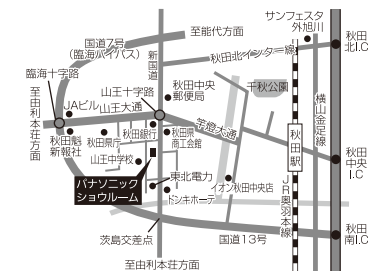 サンフェスタ
外旭川
至能代方面
国道7号
(臨海バイパス)
新国道
秋田北インター線
秋田
北I.C
臨海十字路
山王十字路
秋田中央
郵便局
千秋公園
至由利本荘方面
JAビル
山王大通
竿燈大通
横山金足線
秋田魁
新報社
秋田県庁
秋田銀行
秋田県
商工会館
秋田駅
山王中学校
秋田
中央
I.C
パナソニック
ショウルーム
東北電力
イオン秋田中央店
ドンキホーテ
JR奥羽本線
茨島交差点
国道13号
秋田
南I.C
至由利本荘方面